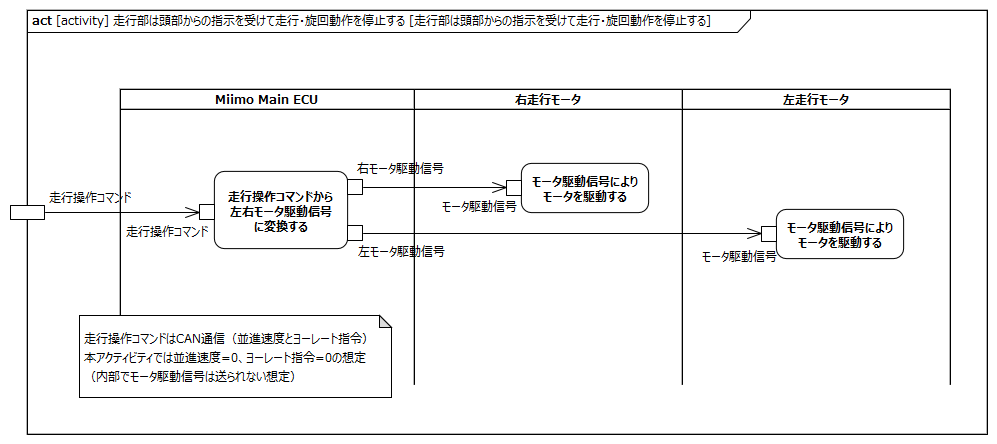 act [activity] 走行部は頭部からの指示を受けて走行・旋回動作を停止する [走行部は頭部からの指示を受けて走行・旋回動作を停止する]
Miimo Main ECU
右走行モータ
左走行モータ
走行操作コマンド
走行操作コマンド
走行操作コマンドから
左右モータ駆動信号
に変換する
右モータ駆動信号
左モータ駆動信号
モータ駆動信号
モータ駆動信号により
モータを駆動する
モータ駆動信号
モータ駆動信号により
モータを駆動する
走行操作コマンドはCAN通信（並進速度とヨーレート指令）
本アクティビティでは並進速度=0、ヨーレート指令=0の想定
（内部でモータ駆動信号は送られない想定）